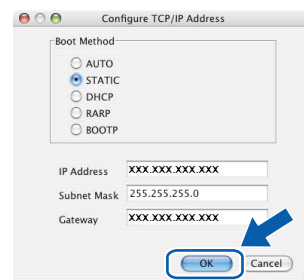 Configure TCP/IP Address
Boot Method
AUTO
STATIC
DHCP
RARP
BOOTP
IP Address XXX.XXX.XXX.XXX
Subnet Mask 255.255.255.0
Gateway XXX.XXX.XXX.XXX
OK Cancel